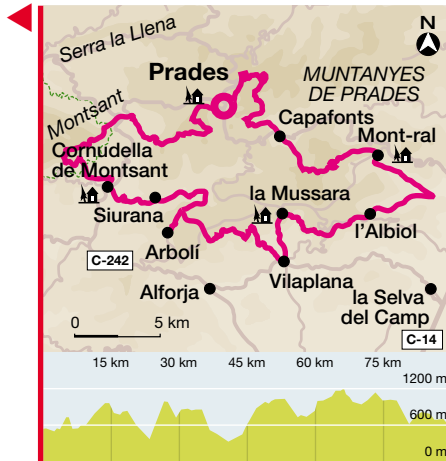 Serra la Llena
N
Prades
MUNTANYES
DE PRADES
Montsant
Capafonts
Mont-ral
Cornudella
de Montsant
la Mussara
Siurana
l'Albiol
Arbolí
C-242
Vilaplana
Alforja
la Selva
del Camp
0 5 km
C-14
15 km 30 km 45 km 60 km 75 km
1200 m
600 m
0 m